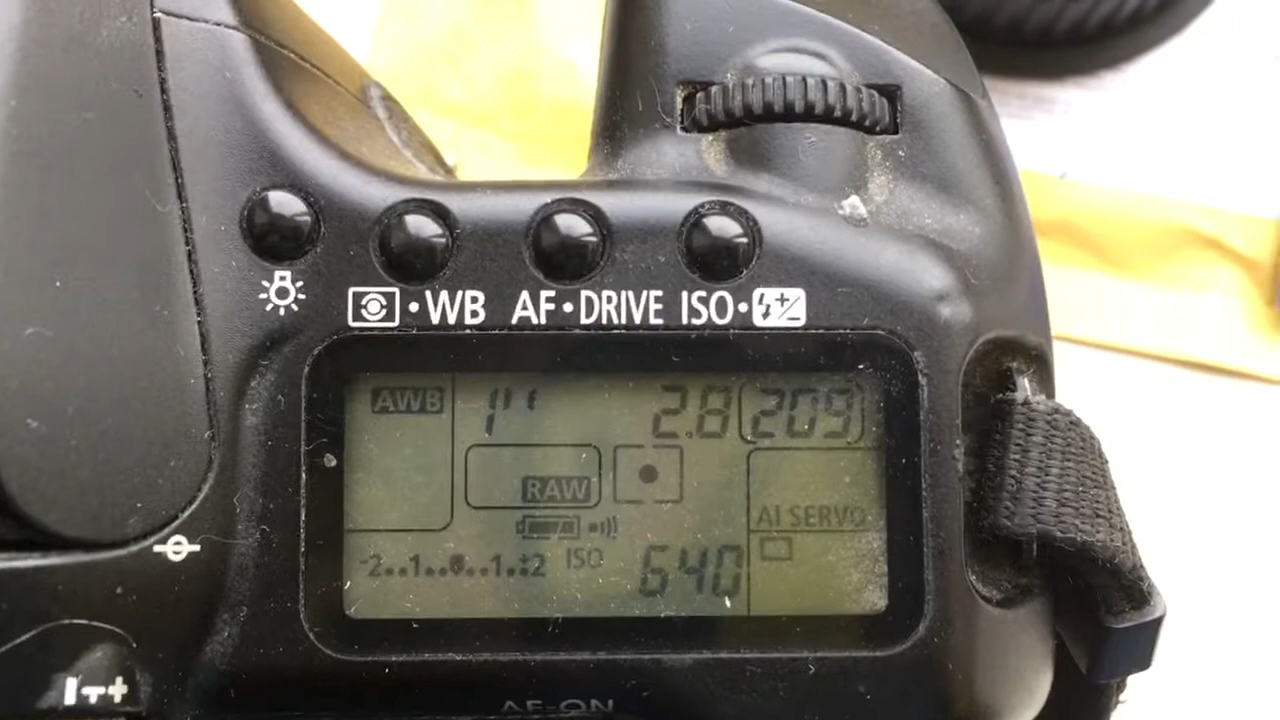 •WB AF•DRIVE ISO•
AWB 1" 2.8 209
RAW
AI SERVO
-2..1..0..1.:2 ISO 640
AF-ON